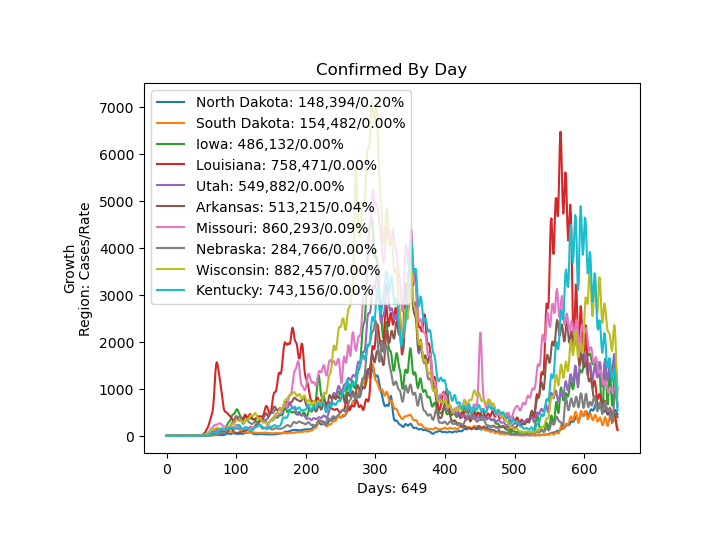 Confirmed By Day
7000
6000
5000
4000
3000
2000
1000
0
Growth
Region: Cases/Rate
North Dakota: 148,394/0.20%
South Dakota: 154,482/0.00%
Iowa: 486,132/0.00%
Louisiana: 758,471/0.00%
Utah: 549,882/0.00%
Arkansas: 513,215/0.04%
Missouri: 860,293/0.09%
Nebraska: 284,766/0.00%
Wisconsin: 882,457/0.00%
Kentucky: 743,156/0.00%
0 100 200 300 400 500 600
Days: 649